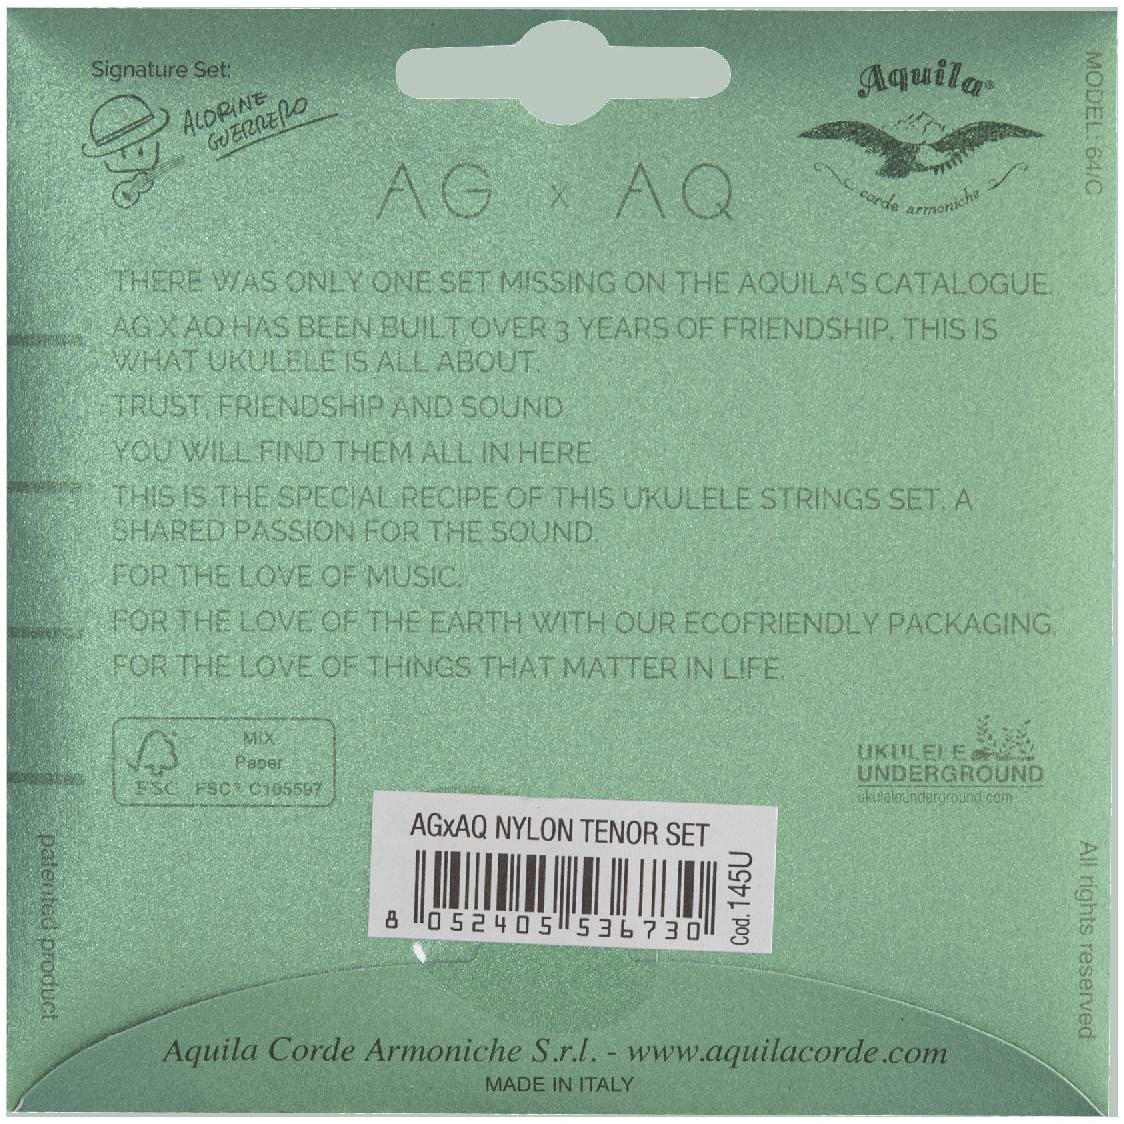 Signature Set:
ALDRINE
GUERRERO
Aquila®
corde armoniche
MODEL 64/C
AG x AQ
THERE WAS ONLY ONE SET MISSING ON THE AQUILA'S CATALOGUE.
AG X AQ HAS BEEN BUILT OVER 3 YEARS OF FRIENDSHIP, THIS IS
WHAT UKULELE IS ALL ABOUT.
TRUST, FRIENDSHIP AND SOUND
YOU WILL FIND THEM ALL IN HERE.
THIS IS THE SPECIAL RECIPE OF THIS UKULELE STRINGS SET. A
SHARED PASSION FOR THE SOUND.
FOR THE LOVE OF MUSIC.
FOR THE LOVE OF THE EARTH WITH OUR ECOFRIENDLY PACKAGING.
FOR THE LOVE OF THINGS THAT MATTER IN LIFE.
MIX
Paper
FSC FSC® C105597
UKULELE
UNDERGROUND
ukuleleunderground.com
AGxAQ NYLON TENOR SET
8 052405 536730
Cod. 145U
patented product
All rights reserved
Aquila Corde Armoniche S.r.l. - www.aquilacorde.com
MADE IN ITALY